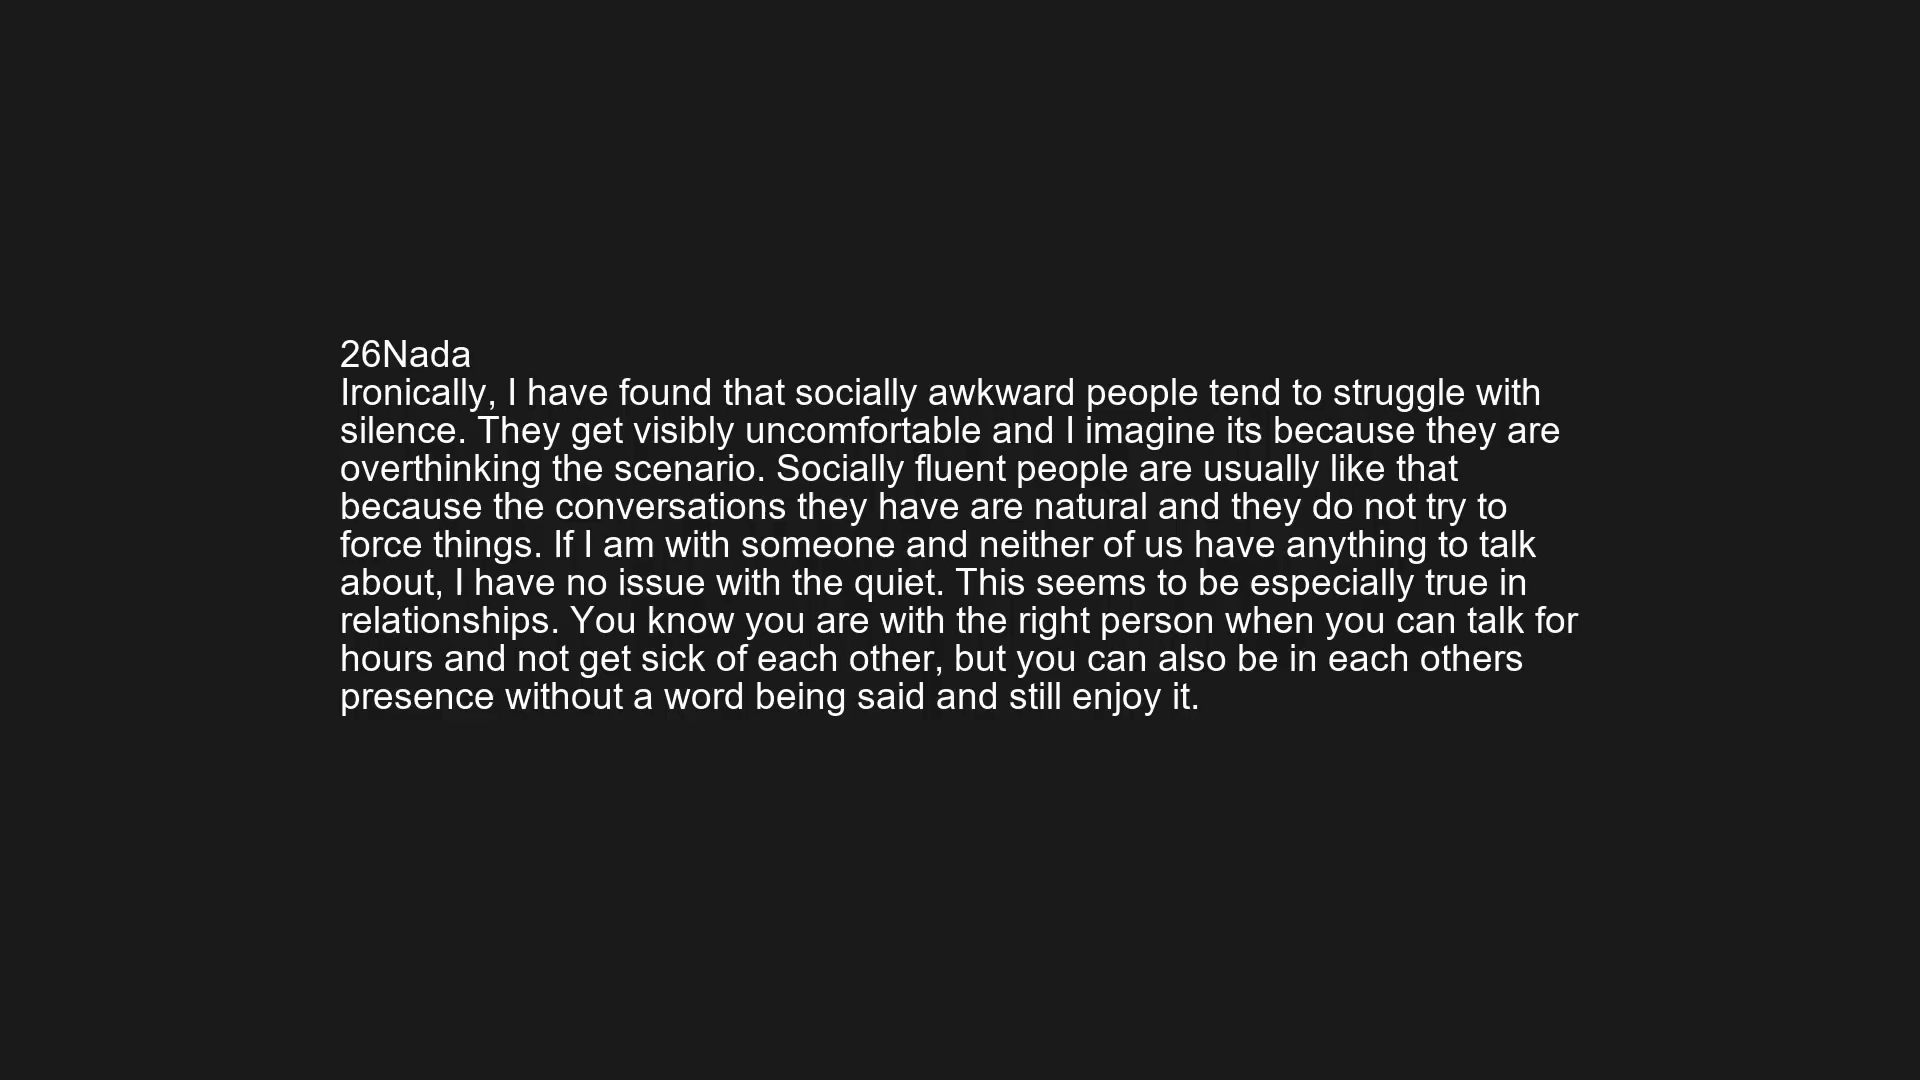 26Nada
Ironically, I have found that socially awkward people tend to struggle with
silence. They get visibly uncomfortable and I imagine its because they are
overthinking the scenario. Socially fluent people are usually like that
because the conversations they have are natural and they do not try to
force things. If I am with someone and neither of us have anything to talk
about, I have no issue with the quiet. This seems to be especially true in
relationships. You know you are with the right person when you can talk for
hours and not get sick of each other, but you can also be in each others
presence without a word being said and still enjoy it.